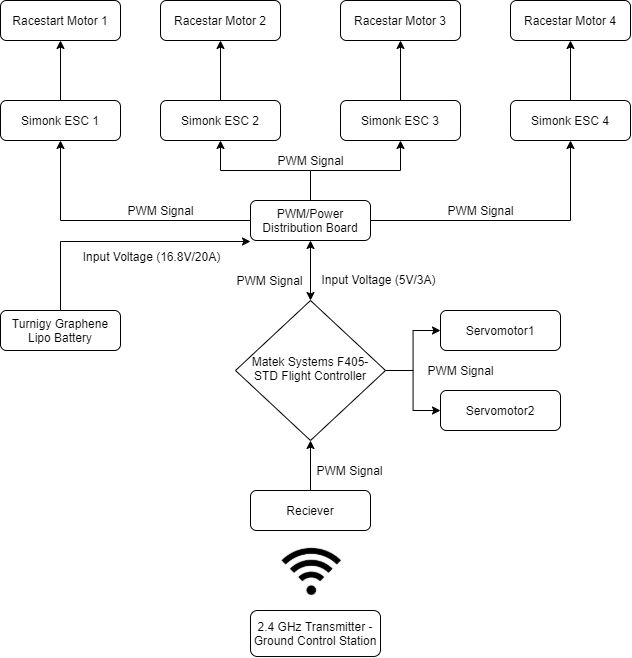 Racestart Motor 1
Racestar Motor 2
Racestar Motor 3
Racestar Motor 4
Simonk ESC 1
Simonk ESC 2
Simonk ESC 3
Simonk ESC 4
PWM Signal
PWM Signal
PWM/Power
Distribution Board
PWM Signal
Input Voltage (16.8V/20A)
PWM Signal
Input Voltage (5V/3A)
Turnigy Graphene
Lipo Battery
Matek Systems F405-
STD Flight Controller
Servomotor1
PWM Signal
Servomotor2
PWM Signal
Reciever
2.4 GHz Transmitter -
Ground Control Station